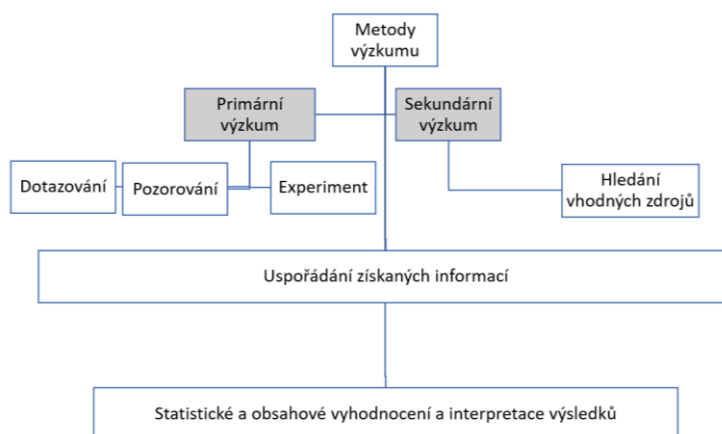 Metody
výzkumu
Primární
výzkum
Sekundární
výzkum
Dotazování
Pozorování
Experiment
Hledání
vhodných zdrojů
Uspořádání získaných informací
Statistické a obsahové vyhodnocení a interpretace výsledků